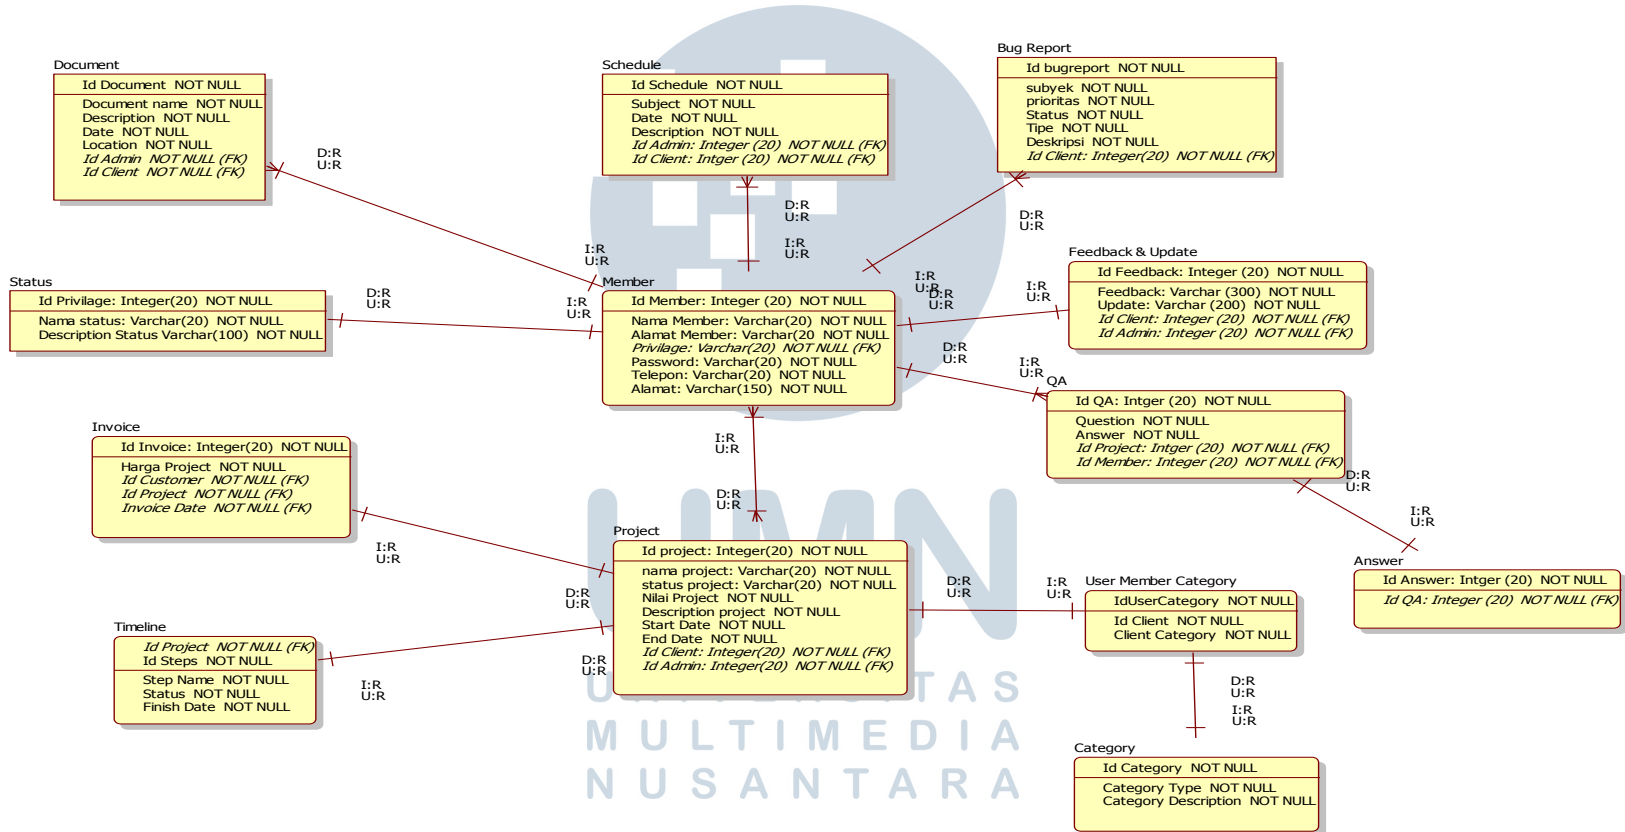 Document
Id Document  NOT NULL
Document name  NOT NULL
Description  NOT NULL
Date  NOT NULL
Location  NOT NULL
Id Admin  NOT NULL (FK)
Id Client  NOT NULL (FK)
D:R
U:R
I:R
U:R
Schedule
Id Schedule  NOT NULL
Subject  NOT NULL
Date  NOT NULL
Description  NOT NULL
Id Admin: Integer (20)  NOT NULL (FK)
Id Client: Intger (20)  NOT NULL (FK)
D:R
U:R
I:R
U:R
Bug Report
Id bugreport  NOT NULL
subyek  NOT NULL
prioritas  NOT NULL
Status  NOT NULL
Tipe  NOT NULL
Deskripsi  NOT NULL
Id Client: Integer(20)  NOT NULL (FK)
D:R
U:R
I:R
U:R
Feedback & Update
Id Feedback: Integer (20)  NOT NULL
Feedback: Varchar (300)  NOT NULL
Update: Varchar (200)  NOT NULL
Id Client: Integer (20)  NOT NULL (FK)
Id Admin: Integer (20)  NOT NULL (FK)
D:R
U:R
I:R
U:R
Status
Id Privilage: Integer(20)  NOT NULL
Nama status: Varchar(20)  NOT NULL
Description Status Varchar(100)  NOT NULL
D:R
U:R
I:R
U:R
Member
Id Member: Integer (20)  NOT NULL
Nama Member: Varchar(20)  NOT NULL
Alamat Member: Varchar(20  NOT NULL
Privilage: Varchar(20)  NOT NULL (FK)
Password: Varchar(20)  NOT NULL
Telepon: Varchar(20)  NOT NULL
Alamat: Varchar(150)  NOT NULL
D:R
U:R
I:R
U:R
QA
Id QA: Intger (20)  NOT NULL
Question  NOT NULL
Answer  NOT NULL
Id Project: Intger (20)  NOT NULL (FK)
Id Member: Integer (20)  NOT NULL (FK)
D:R
U:R
I:R
U:R
Answer
Id Answer: Intger (20)  NOT NULL
Id QA: Integer (20)  NOT NULL (FK)
Invoice
Id Invoice: Integer(20)  NOT NULL
Harga Project  NOT NULL
Id Customer  NOT NULL (FK)
Id Project  NOT NULL (FK)
Invoice Date  NOT NULL (FK)
I:R
U:R
D:R
U:R
I:R
U:R
D:R
U:R
Project
Id project: Integer(20)  NOT NULL
nama project: Varchar(20)  NOT NULL
status project: Varchar(20)  NOT NULL
Nilai Project  NOT NULL
Description project  NOT NULL
Start Date  NOT NULL
End Date  NOT NULL
Id Client: Integer(20)  NOT NULL (FK)
Id Admin: Integer(20)  NOT NULL (FK)
D:R
U:R
I:R
U:R
User Member Category
IdUserCategory  NOT NULL
Id Client  NOT NULL
Client Category  NOT NULL
D:R
U:R
I:R
U:R
Timeline
Id Project  NOT NULL (FK)
Id Steps  NOT NULL
Step Name  NOT NULL
Status  NOT NULL
Finish Date  NOT NULL
I:R
U:R
D:R
U:R
Category
Id Category  NOT NULL
Category Type  NOT NULL
Category Description  NOT NULL
UMN
UNIVERSITAS
MULTIMEDIA
NUSANTARA